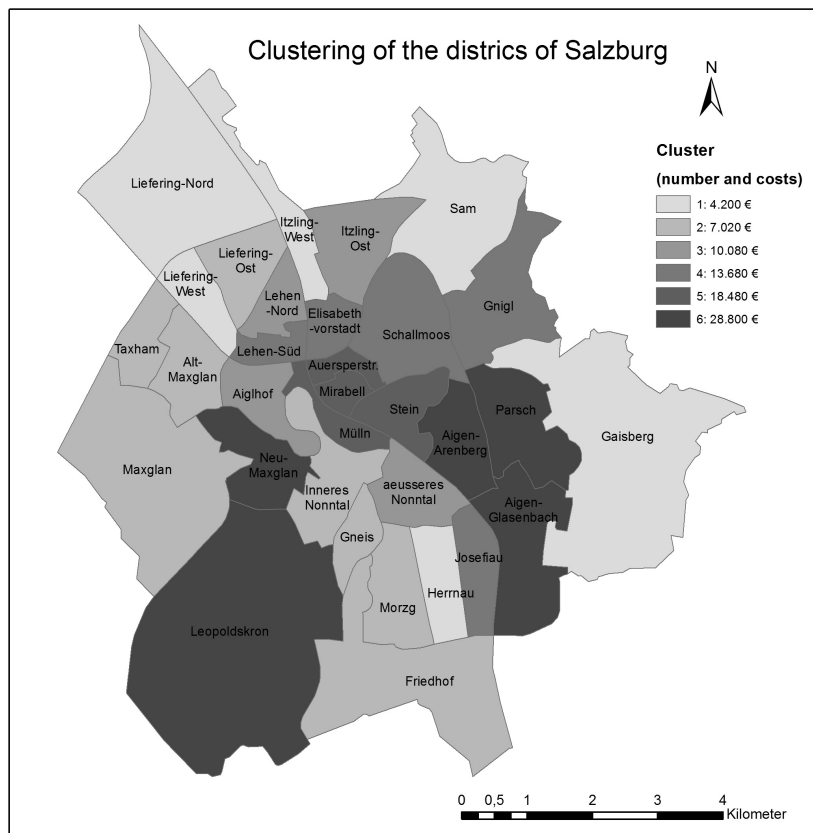 Clustering of the districs of Salzburg
N
Cluster
(number and costs)
1: 4.200 €
2: 7.020 €
3: 10.080 €
4: 13.680 €
5: 18.480 €
6: 28.800 €
Liefering-Nord
Sam
Itzling-
West
Itzling-
Ost
Liefering-
Ost
Liefering-
West
Lehen
-Nord
Elisabeth
-vorstadt
Gnigl
Schallmoos
Taxham
Alt-
Maxglan
Lehen-Süd
Auersperstr.
Mirabell
Aiglhof
Stein
Parsch
Mülln
Aigen-
Arenberg
Gaisberg
Maxglan
Neu-
Maxglan
Inneres
Nonntal
aeusseres
Nonntal
Aigen-
Glasenbach
Gneis
Josefiau
Herrnau
Morzg
Leopoldskron
Friedhof
0 0,5 1 2 3 4
Kilometer